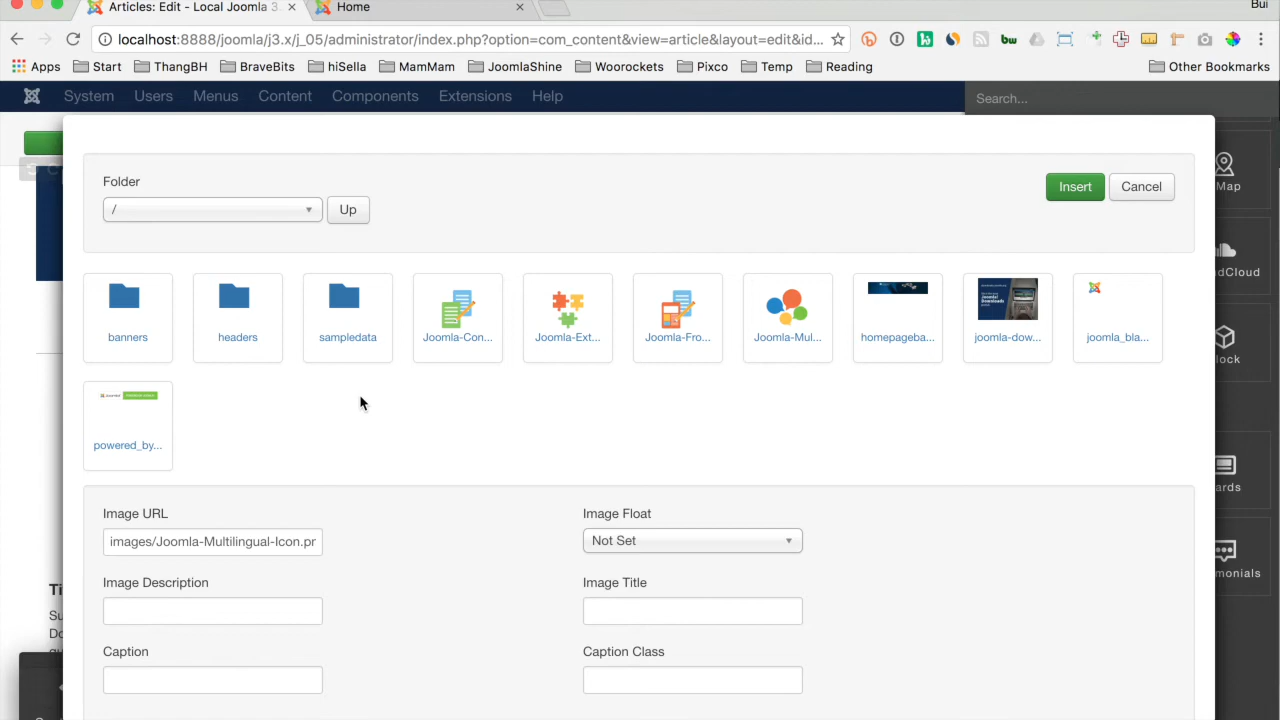 Articles: Edit - Local Joomla 3.
Home
Bui
localhost:8888/joomla/j3.x/j_05/administrator/index.php?option=com_content&view=article&layout=edit&id...
Apps Start ThangBH BraveBits hiSella MamMam JoomlaShine Woorockets Pixco Temp Reading Other Bookmarks
System Users Menus Content Components Extensions Help Search...
Folder
Insert Cancel
/ Up
Map
dCloud
banners headers sampledata Joomla-Con... Joomla-Ext... Joomla-Fro... Joomla-Mul... homepageba... joomla-dow... joomla_bla...
lock
powered_by...
ards
Image URL Image Float
images/Joomla-Multilingual-Icon.pr Not Set
monials
Image Description Image Title
Ti
Su
Do
Caption Caption Class